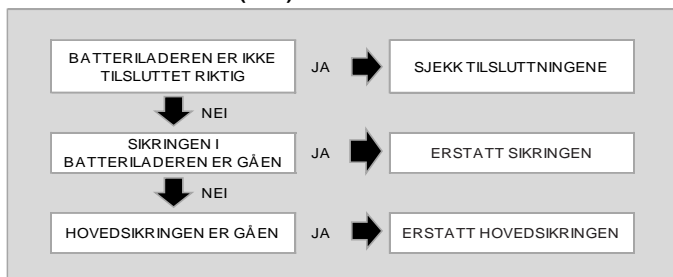 BATTERILADEREN ER IKKE
TILSLUTTET RIKTIG
JA
SJEKK TILSLUTTNINGENE
NEI
SIKRINGEN I
BATTERILADEREN ER GÅEN
JA
ERSTATT SIKRINGEN
NEI
HOVEDSIKRINGEN ER GÅEN
JA
ERSTATT HOVEDSIKRINGEN